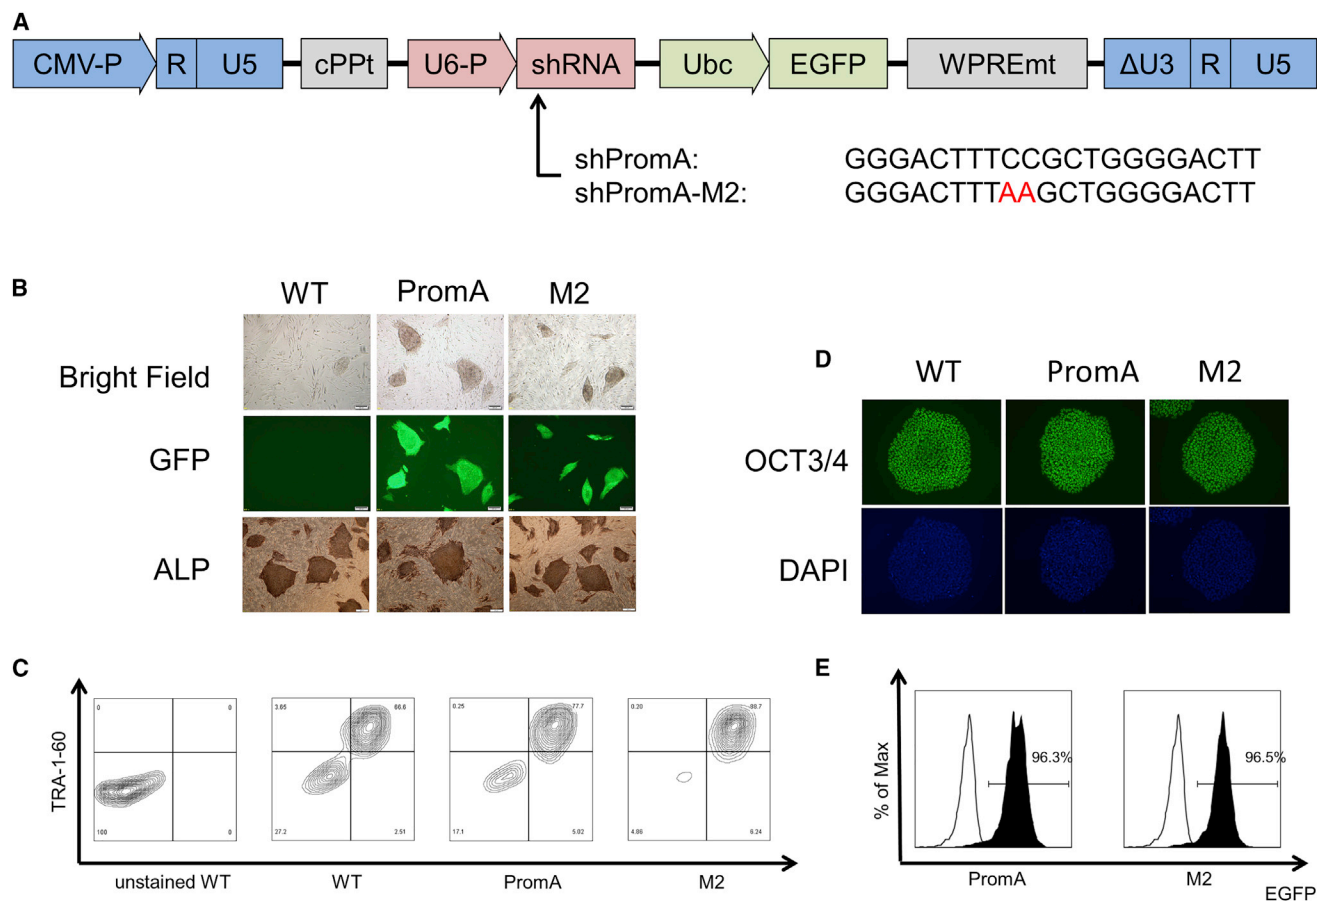 A
CMV-P R U5 cPPt U6-P shRNA Ubc EGFP WPREmt ΔU3 R U5
shPromA: GGGACTTTCCGCTGGGGACTT
shPromA-M2: GGGACTTTAAGCTGGGGACTT
B
WT PromA M2
Bright Field
GFP
ALP
D
WT PromA M2
OCT3/4
DAPI
C
TRA-1-60
0 0
100 0
unstained WT
3.65 66.6
27.2 2.51
WT
0.25 77.7
17.1 5.02
PromA
0.20 88.7
4.86 6.24
M2
E
% of Max
96.3%
PromA
96.5%
M2
EGFP